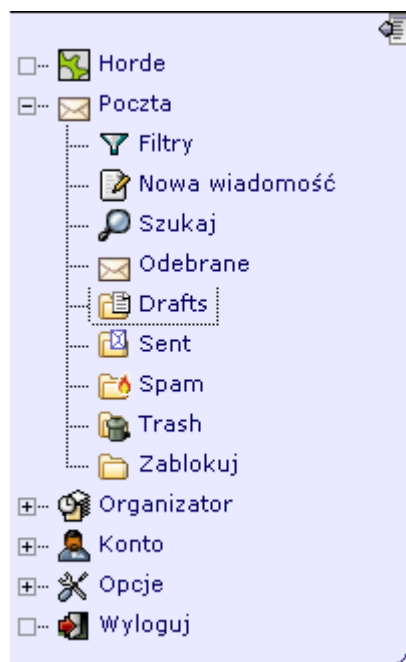 Horde
Poczta
Filtry
Nowa wiadomość
Szukaj
Odebrane
Drafts
Sent
Spam
Trash
Zablokuj
Organizator
Konto
Opcje
Wyloguj